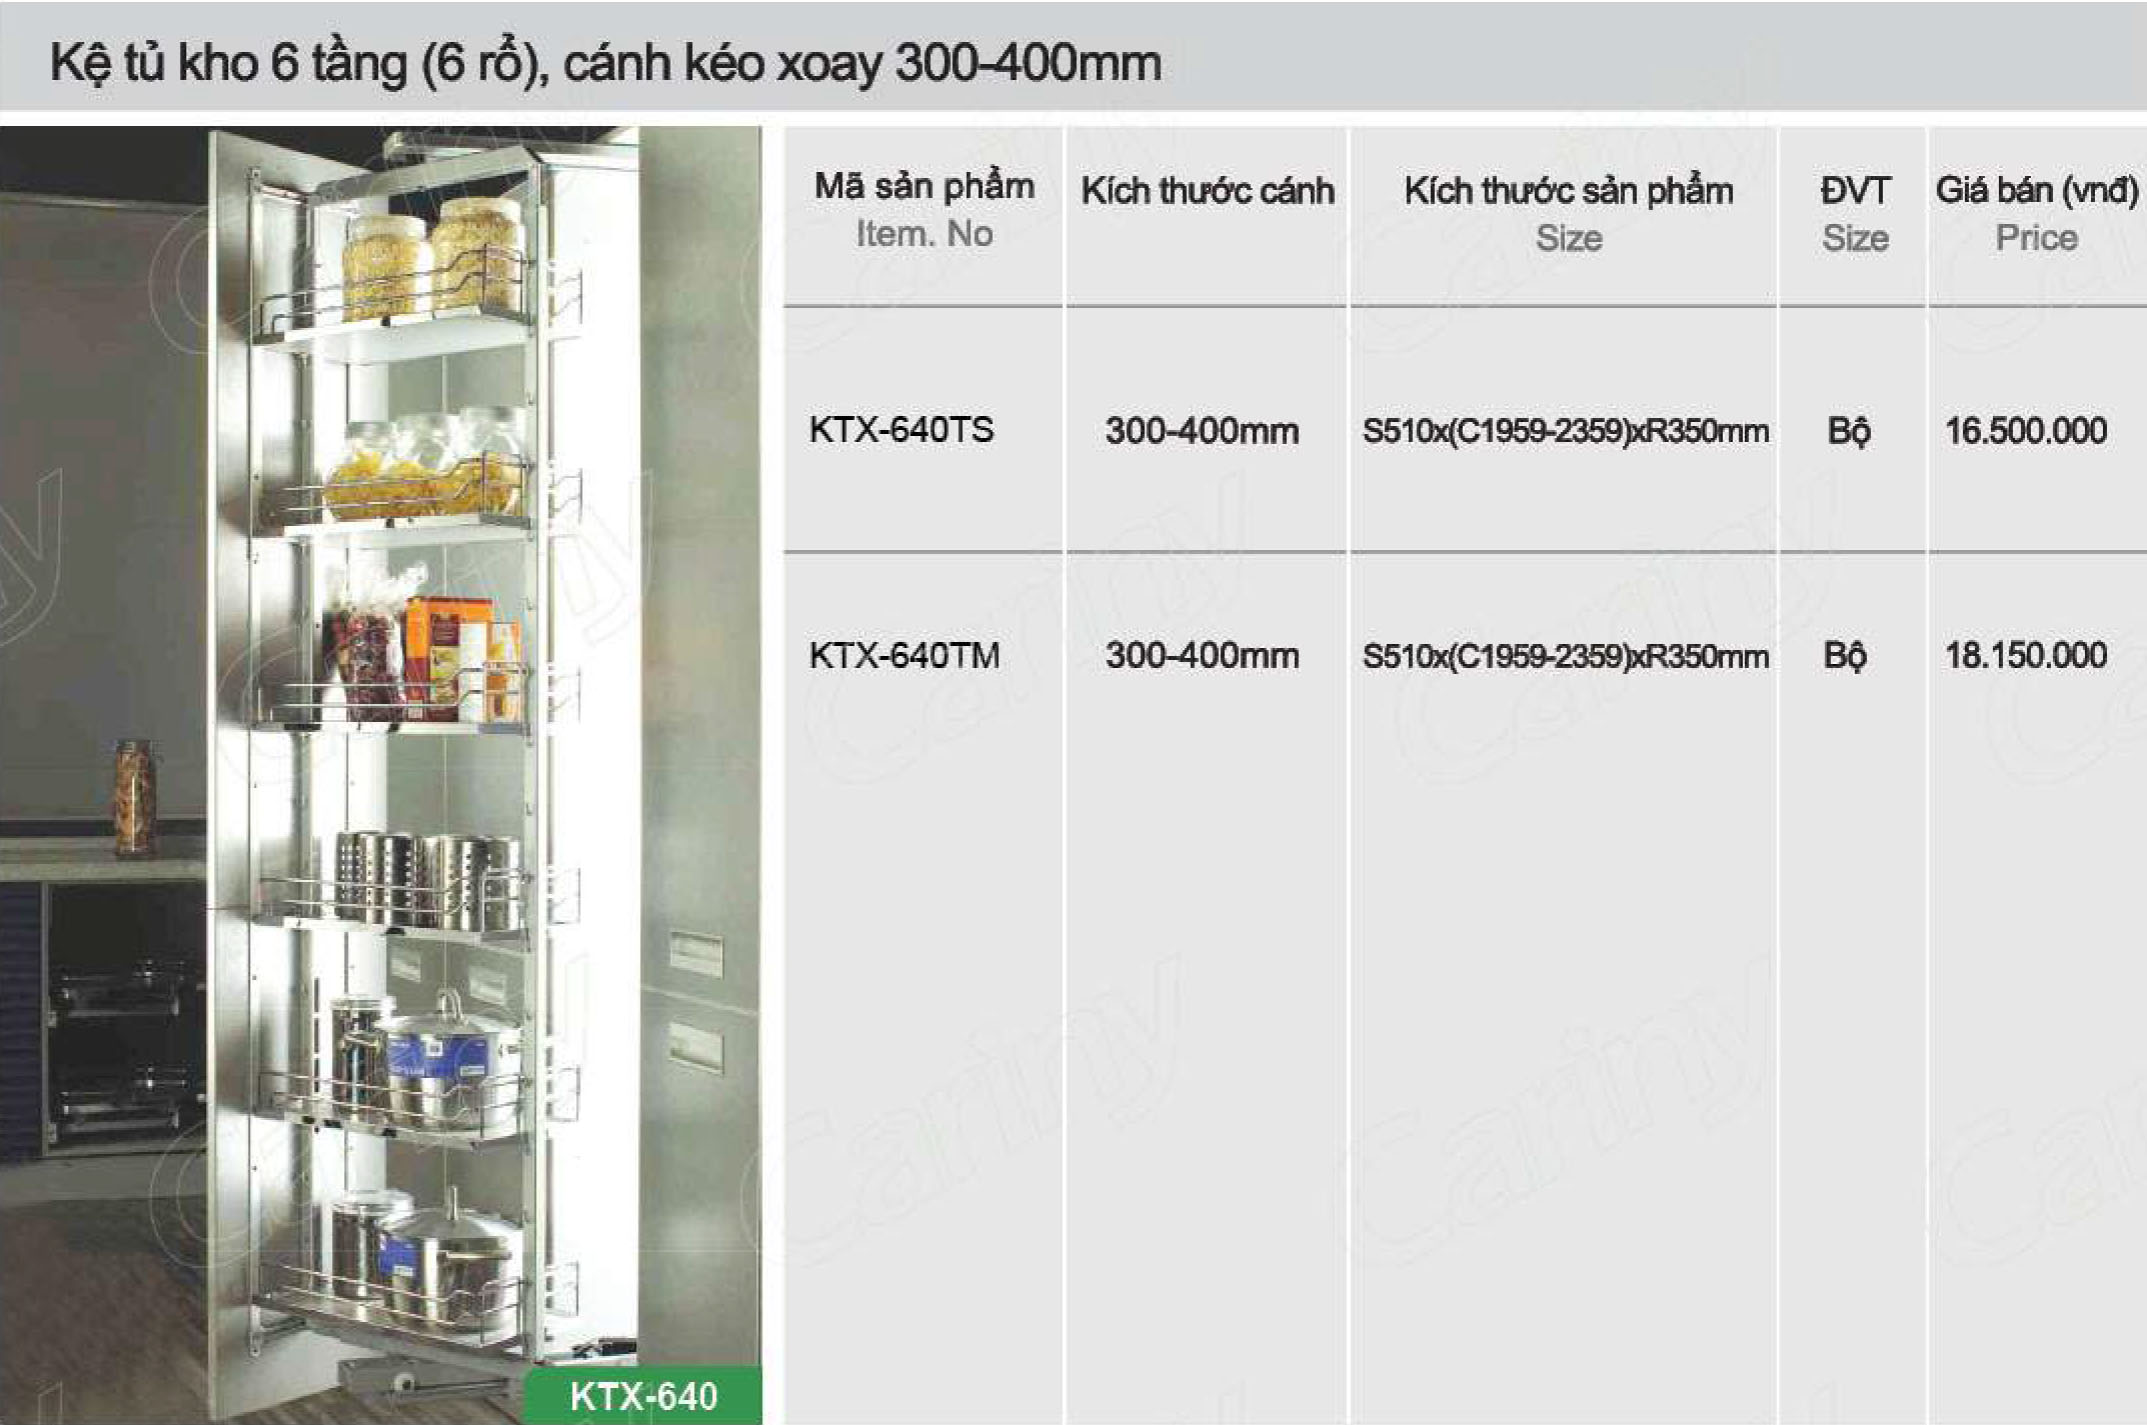 Kệ tủ kho 6 tầng (6 rổ), cánh kéo xoay 300-400mm
Mã sản phẩm
Item. No
Kích thước cánh
Kích thước sản phẩm
Size
ĐVT
Size
Giá bán (vnđ)
Price
KTX-640TS 300-400mm S510x(C1959-2359)xR350mm Bộ 16.500.000
KTX-640TM 300-400mm S510x(C1959-2359)xR350mm Bộ 18.150.000
KTX-640
Cariny